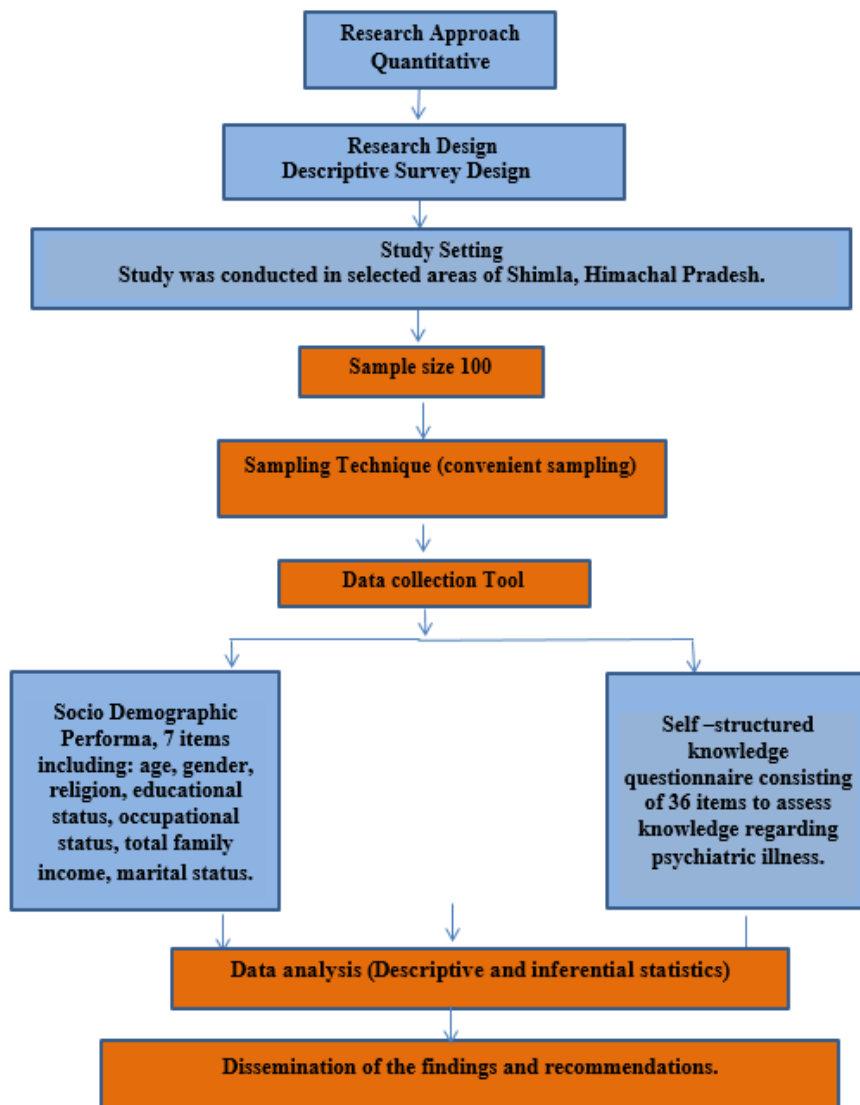 Research Approach
Quantitative
Research Design
Descriptive Survey Design
Study Setting
Study was conducted in selected areas of Shimla, Himachal Pradesh.
Sample size 100
Sampling Technique (convenient sampling)
Data collection Tool
Socio Demographic
Performa, 7 items
including: age, gender,
religion, educational
status, occupational
status, total family
income, marital status.
Self –structured
knowledge
questionnaire consisting
of 36 items to assess
knowledge regarding
psychiatric illness.
Data analysis (Descriptive and inferential statistics)
Dissemination of the findings and recommendations.